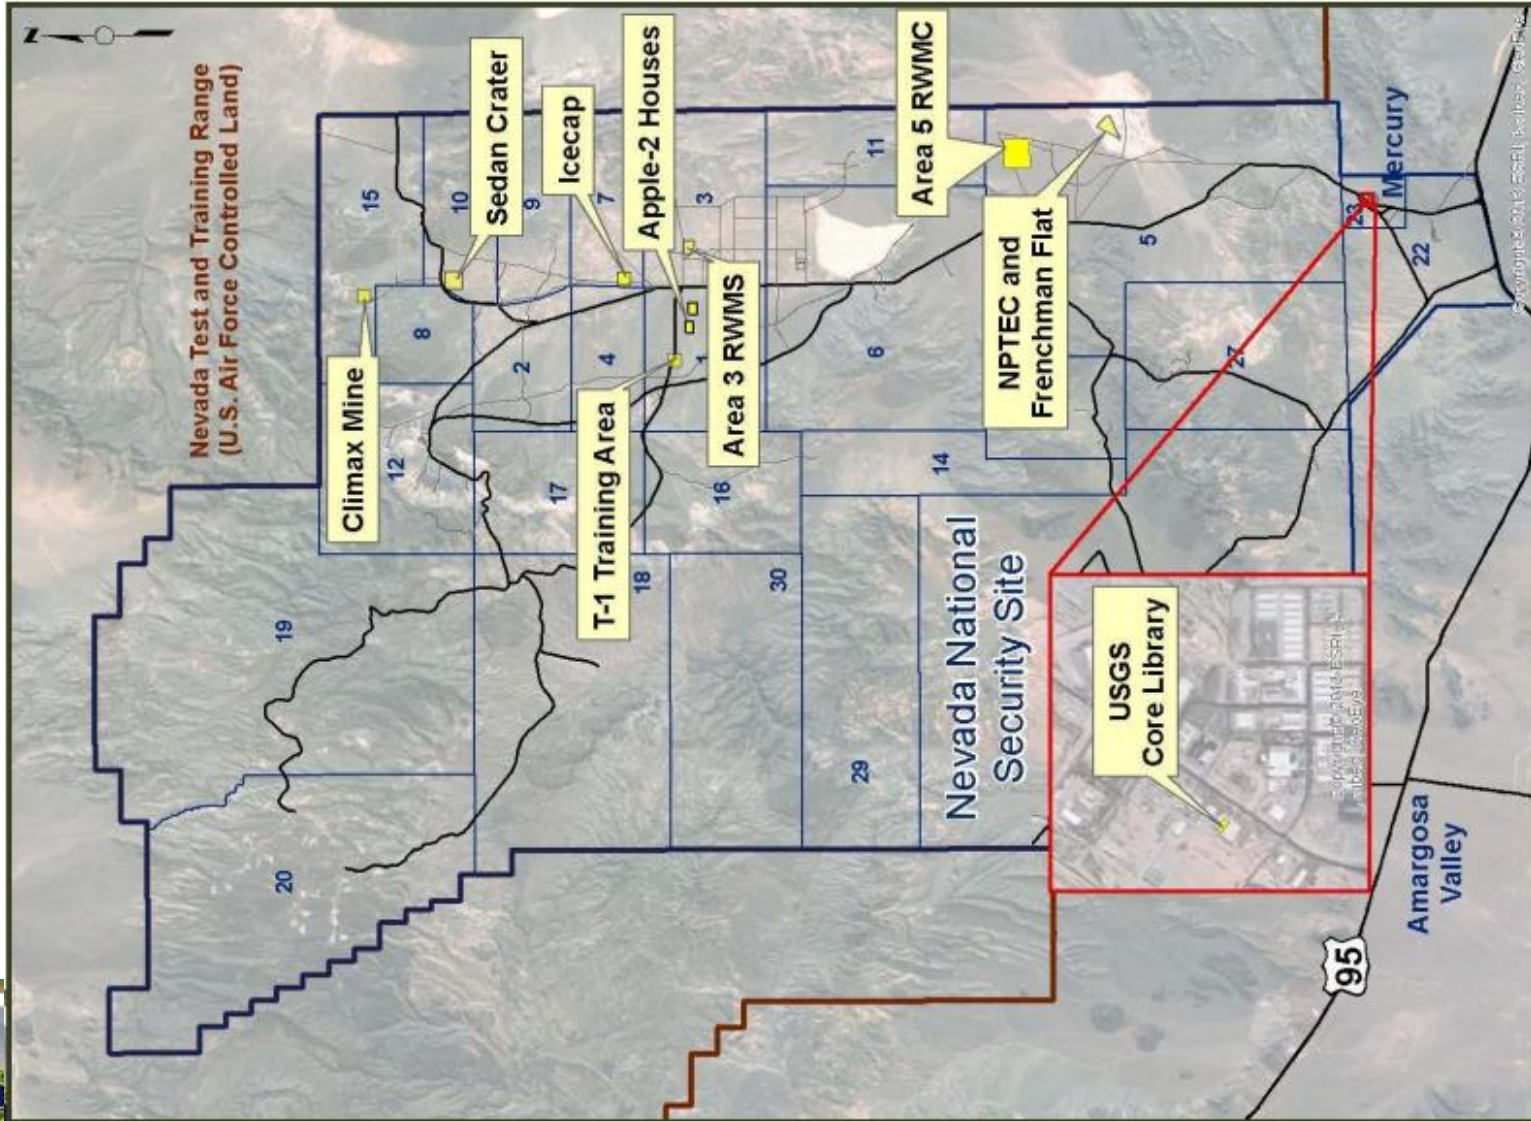 N
Nevada Test and Training Range
(U.S. Air Force Controlled Land)
Climax Mine
Sedan Crater
Icecap
Apple-2 Houses
T-1 Training Area
Area 3 RWMS
Area 5 RWMC
NPTEC and
Frenchman Flat
Nevada National
Security Site
USGS
Core Library
Mercury
Amargosa
Valley
95
15
10
9
7
3
11
8
2
4
1
6
5
12
17
16
14
27
23
22
19
18
30
29
20